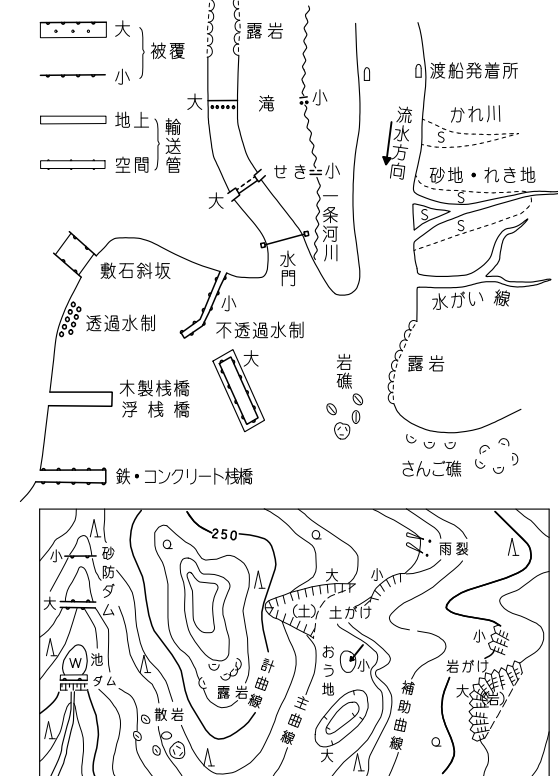 大
被覆
小
地上
輸送管
空間
露岩
大
滝
小
せき
小
大
一条河川
水門
渡船発着所
流水方向
かれ川
S
砂地・れき地
S
S
S
水がい線
敷石斜坂
透過水制
小
不透過水制
大
木製桟橋
浮桟橋
鉄・コンクリート桟橋
岩礁
露岩
さんご礁
250
小
砂防ダム
大
W
池
ダム
散岩
露岩
計曲線
主曲線
大
小
(土)
土がけ
おう地
小
大
補助曲線
雨裂
小
岩がけ
大
(岩)